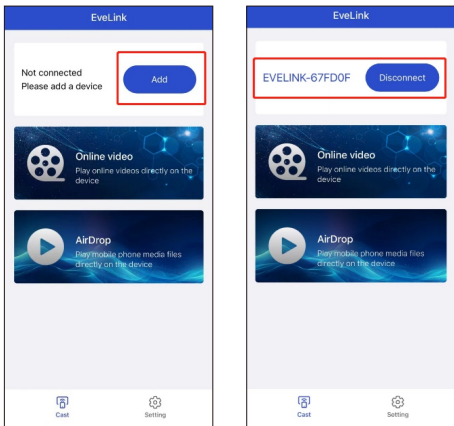 EveLink
Not connected
Please add a device
Add
Online video
Play online videos directly on the
device
AirDrop
Play mobile phone media files
directly on the device
Cast
Setting
EveLink
EVELINK-67FD0F
Disconnect
Online video
Play online videos directly on the
device
AirDrop
Play mobile phone media files
directly on the device
Cast
Setting